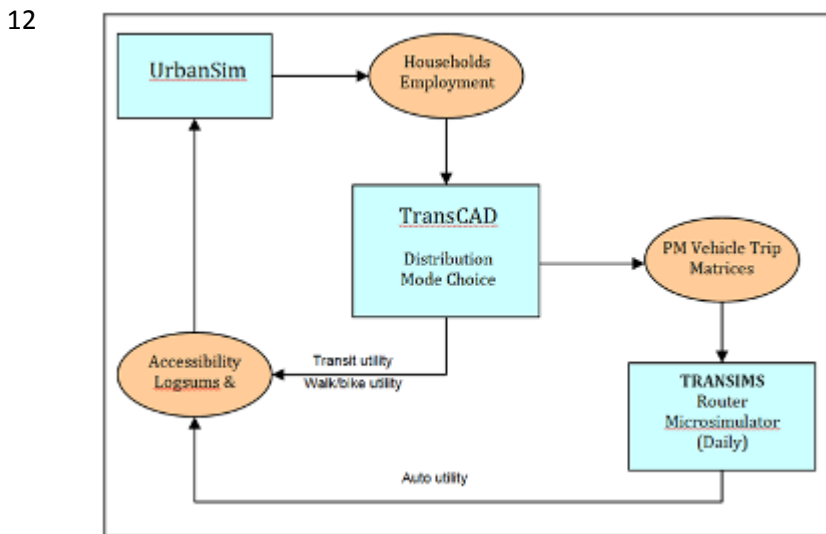 12
UrbanSim
Households
Employment
TransCAD
Distribution
Mode Choice
PM Vehicle Trip
Matrices
Accessibility
Logsums &
Transit utility
Walk/bike utility
TRANSIMS
Router
Microsimulator
(Daily)
Auto utility